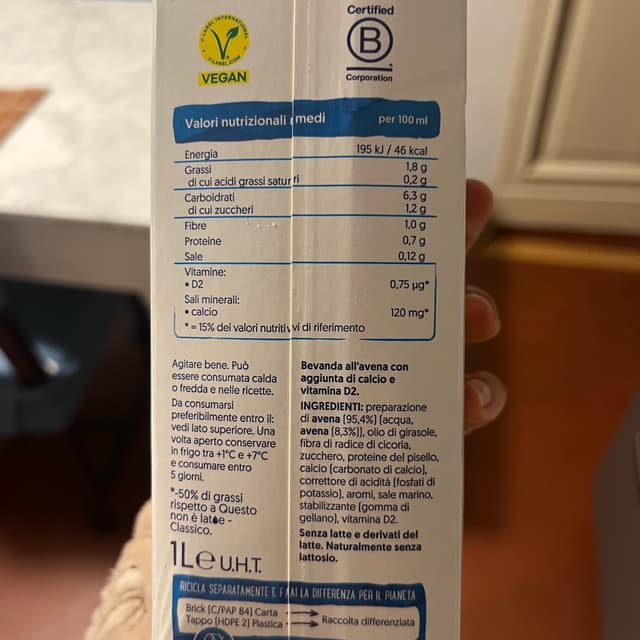 V-LABEL INTERNATIONAL
V-LABEL.COM
VEGAN
Certified
B
Corporation
Valori nutrizionali medi per 100 ml
Energia 195 kJ / 46 kcal
Grassi 1,8 g
di cui acidi grassi saturi 0,2 g
Carboidrati 6,3 g
di cui zuccheri 1,2 g
Fibre 1,0 g
Proteine 0,7 g
Sale 0,12 g
Vitamine:
• D2 0,75 µg*
Sali minerali:
• calcio 120 mg*
* = 15% dei valori nutritivi di riferimento
Agitare bene. Può
essere consumata calda
o fredda e nelle ricette.
Da consumarsi
preferibilmente entro il:
vedi lato superiore. Una
volta aperto conservare
in frigo tra +1°C e +7°C
e consumare entro
5 giorni.
*-50% di grassi
rispetto a Questo
non è latte -
Classico.
1L e U.H.T.
Bevanda all'avena con
aggiunta di calcio e
vitamina D2.
INGREDIENTI: preparazione
di avena (95,4%) (acqua,
avena (8,3%)), olio di girasole,
fibra di radice di cicoria,
zucchero, proteine del pisello,
calcio (carbonato di calcio),
correttore di acidità (fosfati di
potassio), aromi, sale marino,
stabilizzante (gomma di
gellano), vitamina D2.
Senza latte e derivati del
latte. Naturalmente senza
lattosio.
RICICLA SEPARATAMENTE E FAI LA DIFFERENZA PER IL PIANETA
Brick (C/PAP 84) Carta
Tappo (HDPE 2) Plastica
Raccolta differenziata